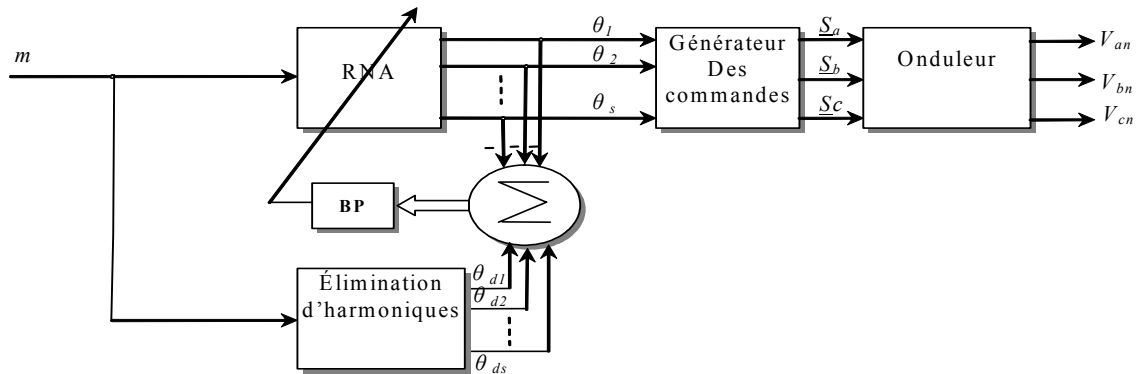 m
RNA
θ1
θ2
θs
Générateur
Des
commandes
Sa
Sb
Sc
Onduleur
Van
Vbn
Vcn
BP
Σ
Élimination
d'harmoniques
θd1
θd2
θds